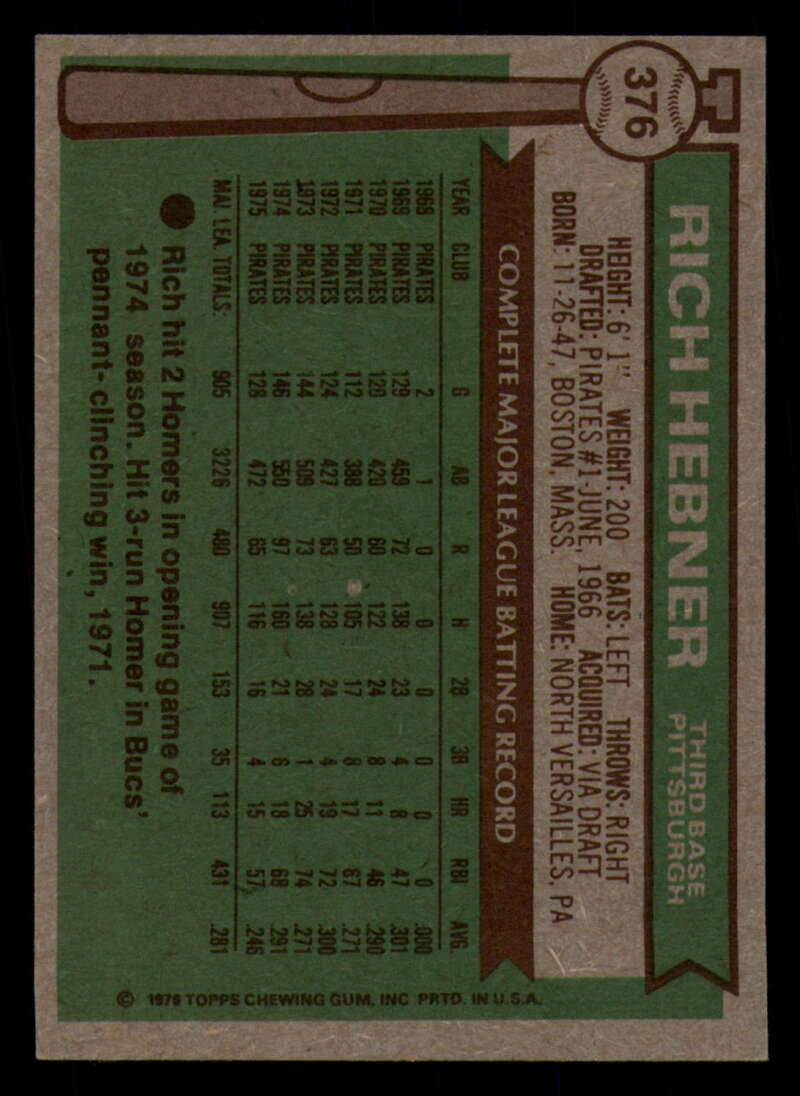 376
RICH HEBNER
THIRD BASE
PITTSBURGH
HEIGHT: 6' 1" WEIGHT: 200 BATS: LEFT THROWS: RIGHT
DRAFTED: PIRATES #1-JUNE, 1966 ACQUIRED: VIA DRAFT
BORN: 11-26-47, BOSTON, MASS. HOME: NORTH VERSAILLES, PA
COMPLETE MAJOR LEAGUE BATTING RECORD
YEAR CLUB G AB R H 2B 3B HR RBI AVG.
1968 PIRATES 2 1 0 0 0 0 0 0 .000
1969 PIRATES 129 459 72 138 23 4 8 47 .301
1970 PIRATES 120 420 60 122 24 8 11 46 .290
1971 PIRATES 112 388 50 105 17 8 17 67 .271
1972 PIRATES 124 427 63 128 24 4 19 72 .300
1973 PIRATES 144 509 73 138 28 1 25 74 .271
1974 PIRATES 146 550 97 160 21 6 18 68 .291
1975 PIRATES 128 472 65 116 16 4 15 57 .246
MAJ. LEA. TOTALS: 905 3226 480 907 153 35 113 431 .281
Rich hit 2 Homers in opening game of
1974 season. Hit 3-run Homer in Bucs'
pennant-clinching win, 1971.
© 1976 TOPPS CHEWING GUM, INC PRTD. IN U.S.A.